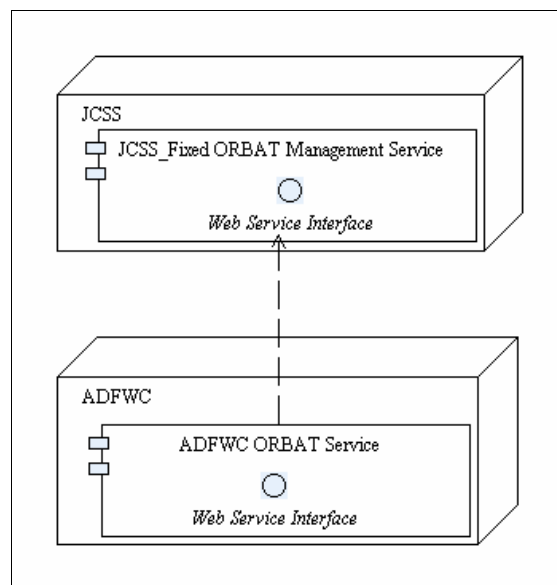 JCSS
JCSS_Fixed ORBAT Management Service
Web Service Interface
ADFWC
ADFWC ORBAT Service
Web Service Interface